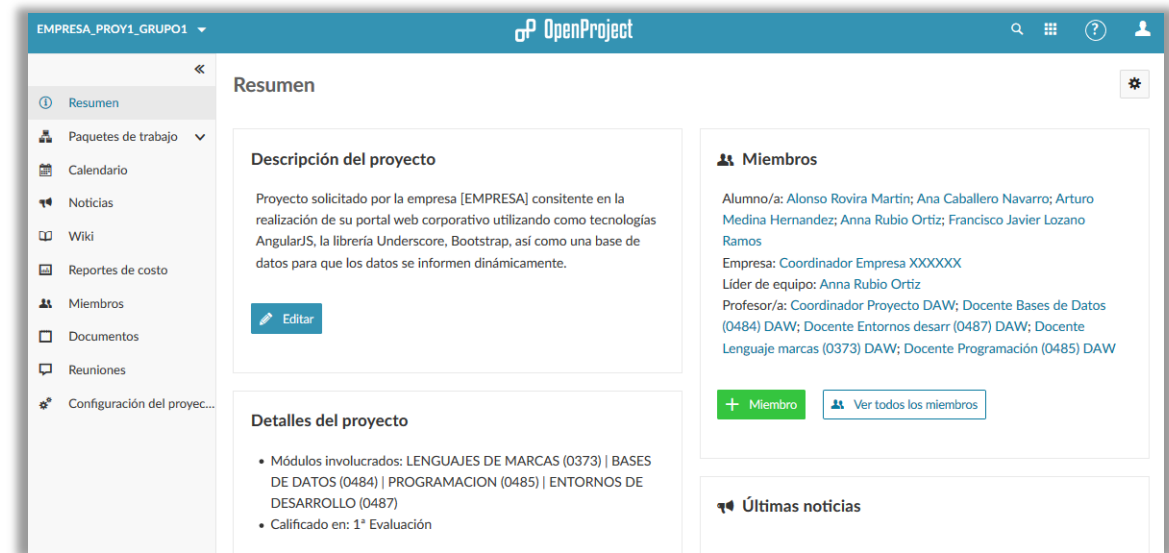 EMPRESA_PROY1_GRUPO1
OpenProject
Resumen
Paquetes de trabajo
Calendario
Noticias
Wiki
Reportes de costo
Miembros
Documentos
Reuniones
Configuración del proyec...
Resumen
Descripción del proyecto
Proyecto solicitado por la empresa [EMPRESA] consitente en la
realización de su portal web corporativo utilizando como tecnologías
AngularJS, la librería Underscore, Bootstrap, así como una base de
datos para que los datos se informen dinámicamente.
Editar
Detalles del proyecto
• Módulos involucrados: LENGUAJES DE MARCAS (0373) | BASES
DE DATOS (0484) | PROGRAMACION (0485) | ENTORNOS DE
DESARROLLO (0487)
• Calificado en: 1ª Evaluación
Miembros
Alumno/a: Alonso Rovira Martin; Ana Caballero Navarro; Arturo
Medina Hernandez; Anna Rubio Ortiz; Francisco Javier Lozano
Ramos
Empresa: Coordinador Empresa XXXXXX
Líder de equipo: Anna Rubio Ortiz
Profesor/a: Coordinador Proyecto DAW; Docente Bases de Datos
(0484) DAW; Docente Entornos desarr (0487) DAW; Docente
Lenguaje marcas (0373) DAW; Docente Programación (0485) DAW
+ Miembro
Ver todos los miembros
Últimas noticias